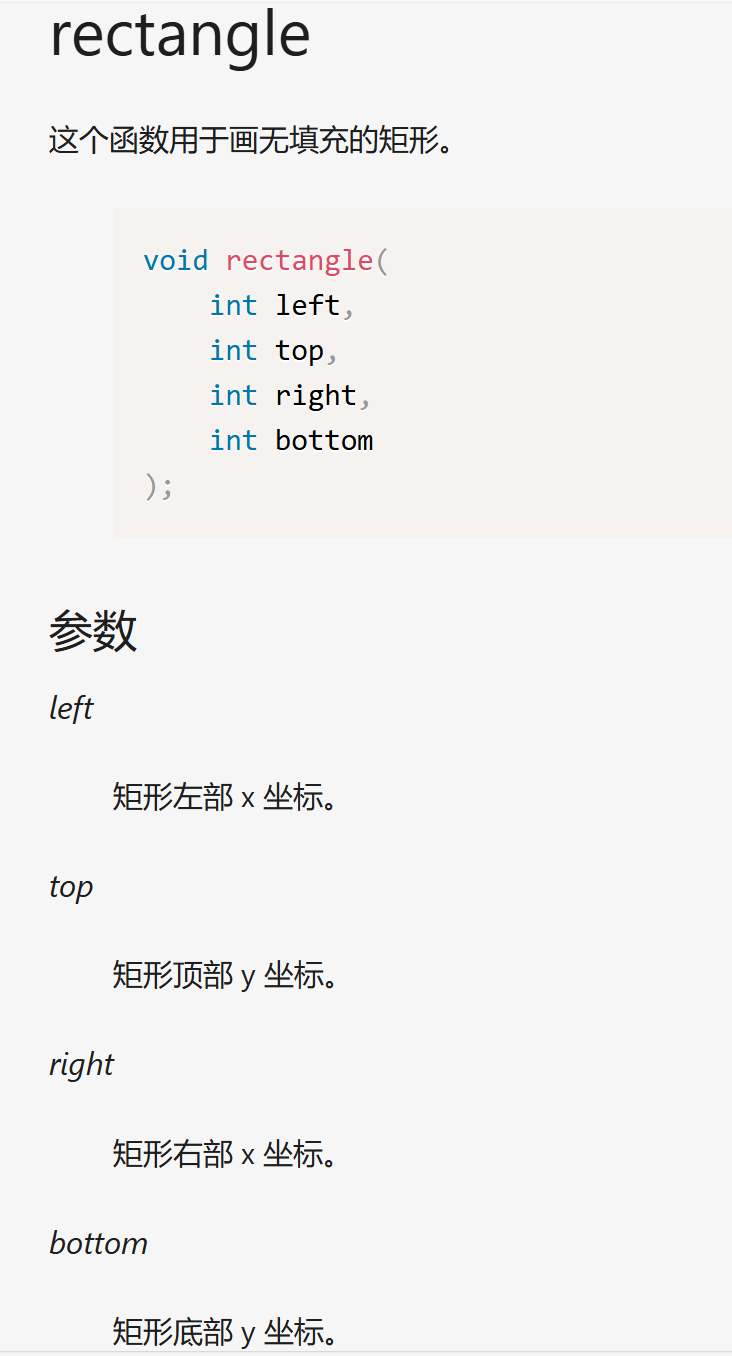 rectangle
这个函数用于画无填充的矩形。
void rectangle(
    int left,
    int top,
    int right,
    int bottom
);
参数
left
矩形左部 x 坐标。
top
矩形顶部 y 坐标。
right
矩形右部 x 坐标。
bottom
矩形底部 y 坐标。